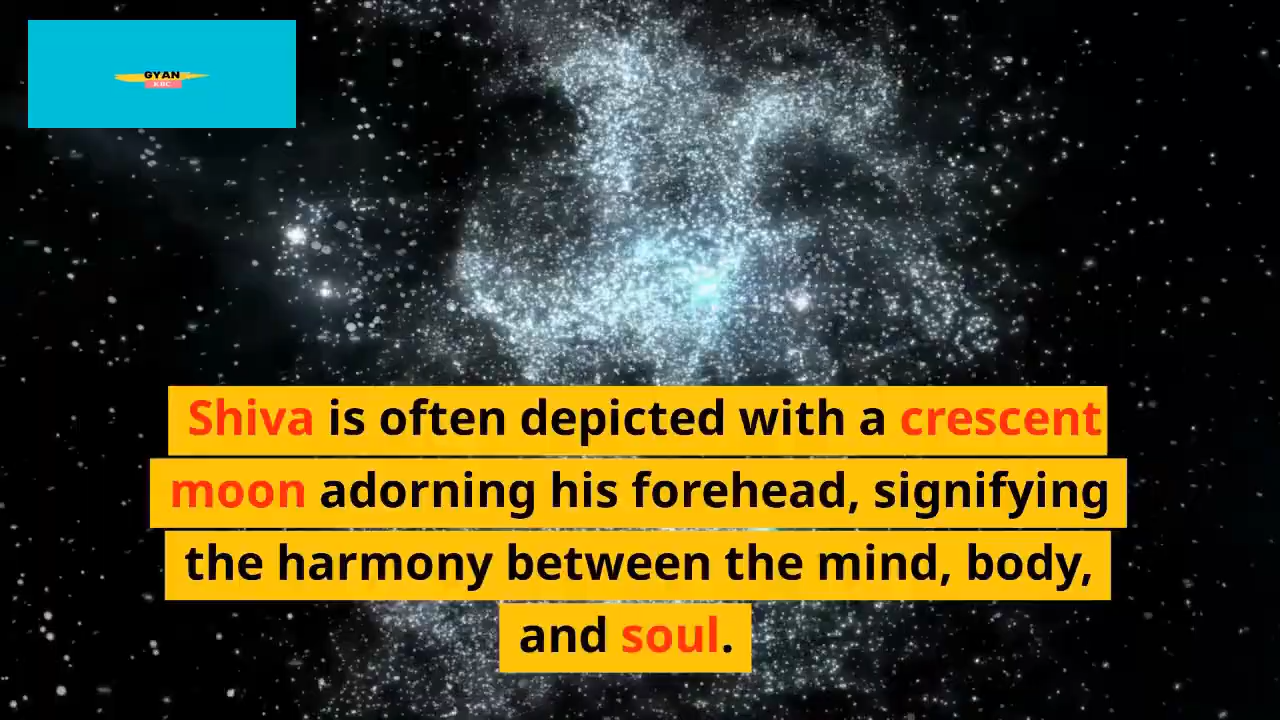 GYAN
KBC
Shiva is often depicted with a crescent
moon adorning his forehead, signifying
the harmony between the mind, body,
and soul.